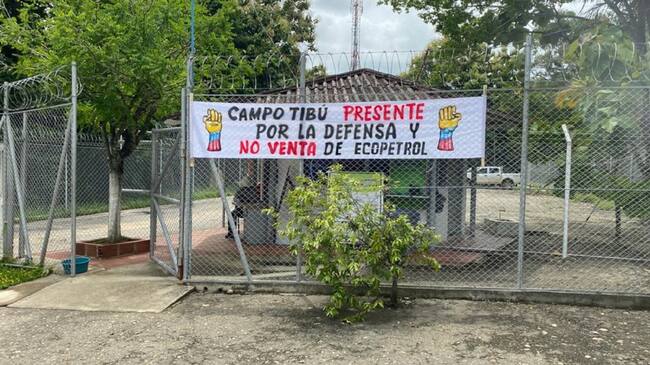 CAMPO TIBÚ PRESENTE
POR LA DEFENSA Y
NO VENTA DE ECOPETROL